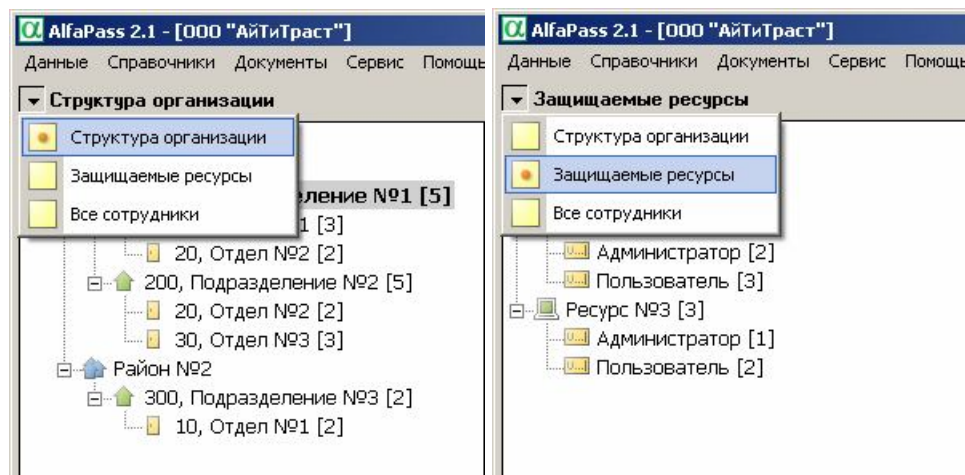 AlfaPass 2.1 - [ООО "АйТиТраст"]
Данные Справочники Документы Сервис Помощь
Структура организации
Структура организации
Защищаемые ресурсы
Все сотрудники
№1 [5]
1 [3]
20, Отдел №2 [2]
200, Подразделение №2 [5]
20, Отдел №2 [2]
30, Отдел №3 [3]
Район №2
300, Подразделение №3 [2]
10, Отдел №1 [2]
AlfaPass 2.1 - [ООО "АйТиТраст"]
Данные Справочники Документы Сервис Помощь
Защищаемые ресурсы
Структура организации
Защищаемые ресурсы
Все сотрудники
Администратор [2]
Пользователь [3]
Ресурс №3 [3]
Администратор [1]
Пользователь [2]